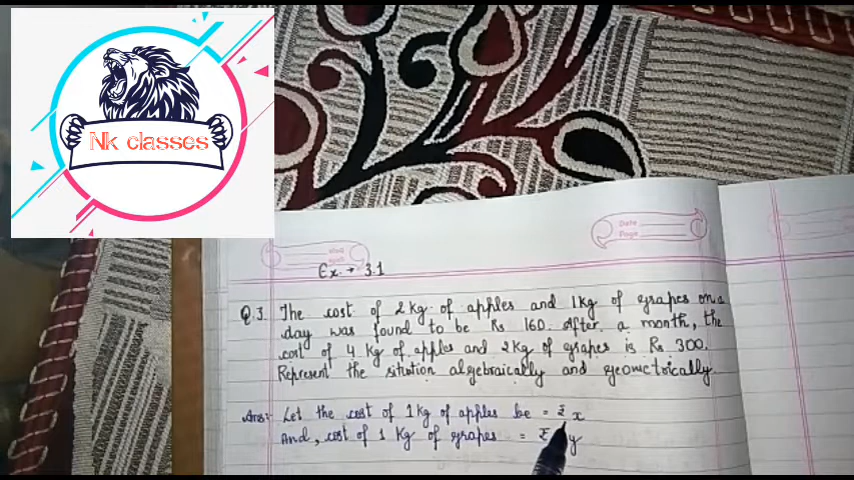 Nk classes
Date
Page
Ex. → 3.1
Q.3. The cost of 2 kg of apples and 1kg of grapes on a
day was found to be Rs 160. After a month, the
cost of 4 kg of apples and 2 kg of grapes is Rs 300.
Represent the sitution algebraically and geometrically.
Ans:- Let the cost of 1 kg of apples be = ₹ x
And, cost of 1 kg of grapes = ₹ y